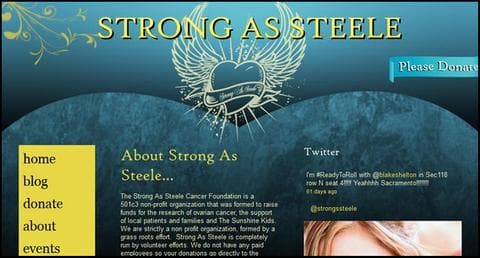 STRONG AS STEELE
Please Donate
Strong As Steele
home
blog
donate
about
events
About Strong As
Steele...
The Strong As Steele Cancer Foundation is a
501c3 non-profit organization that was formed to raise
funds for the research of ovarian cancer, the support
of local patients and families and The Sunshine Kids.
We are strictly a non profit organization, formed by a
grass roots effort. Strong As Steele is completely
run by volunteer efforts. We do not have any paid
employees so your donations go directly to the
Twitter
I'm #ReadyToRoll with @blakeshelton in Sec118
row N seat 4!!!!! Yeahhhh Sacramento!!!!!!!!
61 days ago
@strongssteele